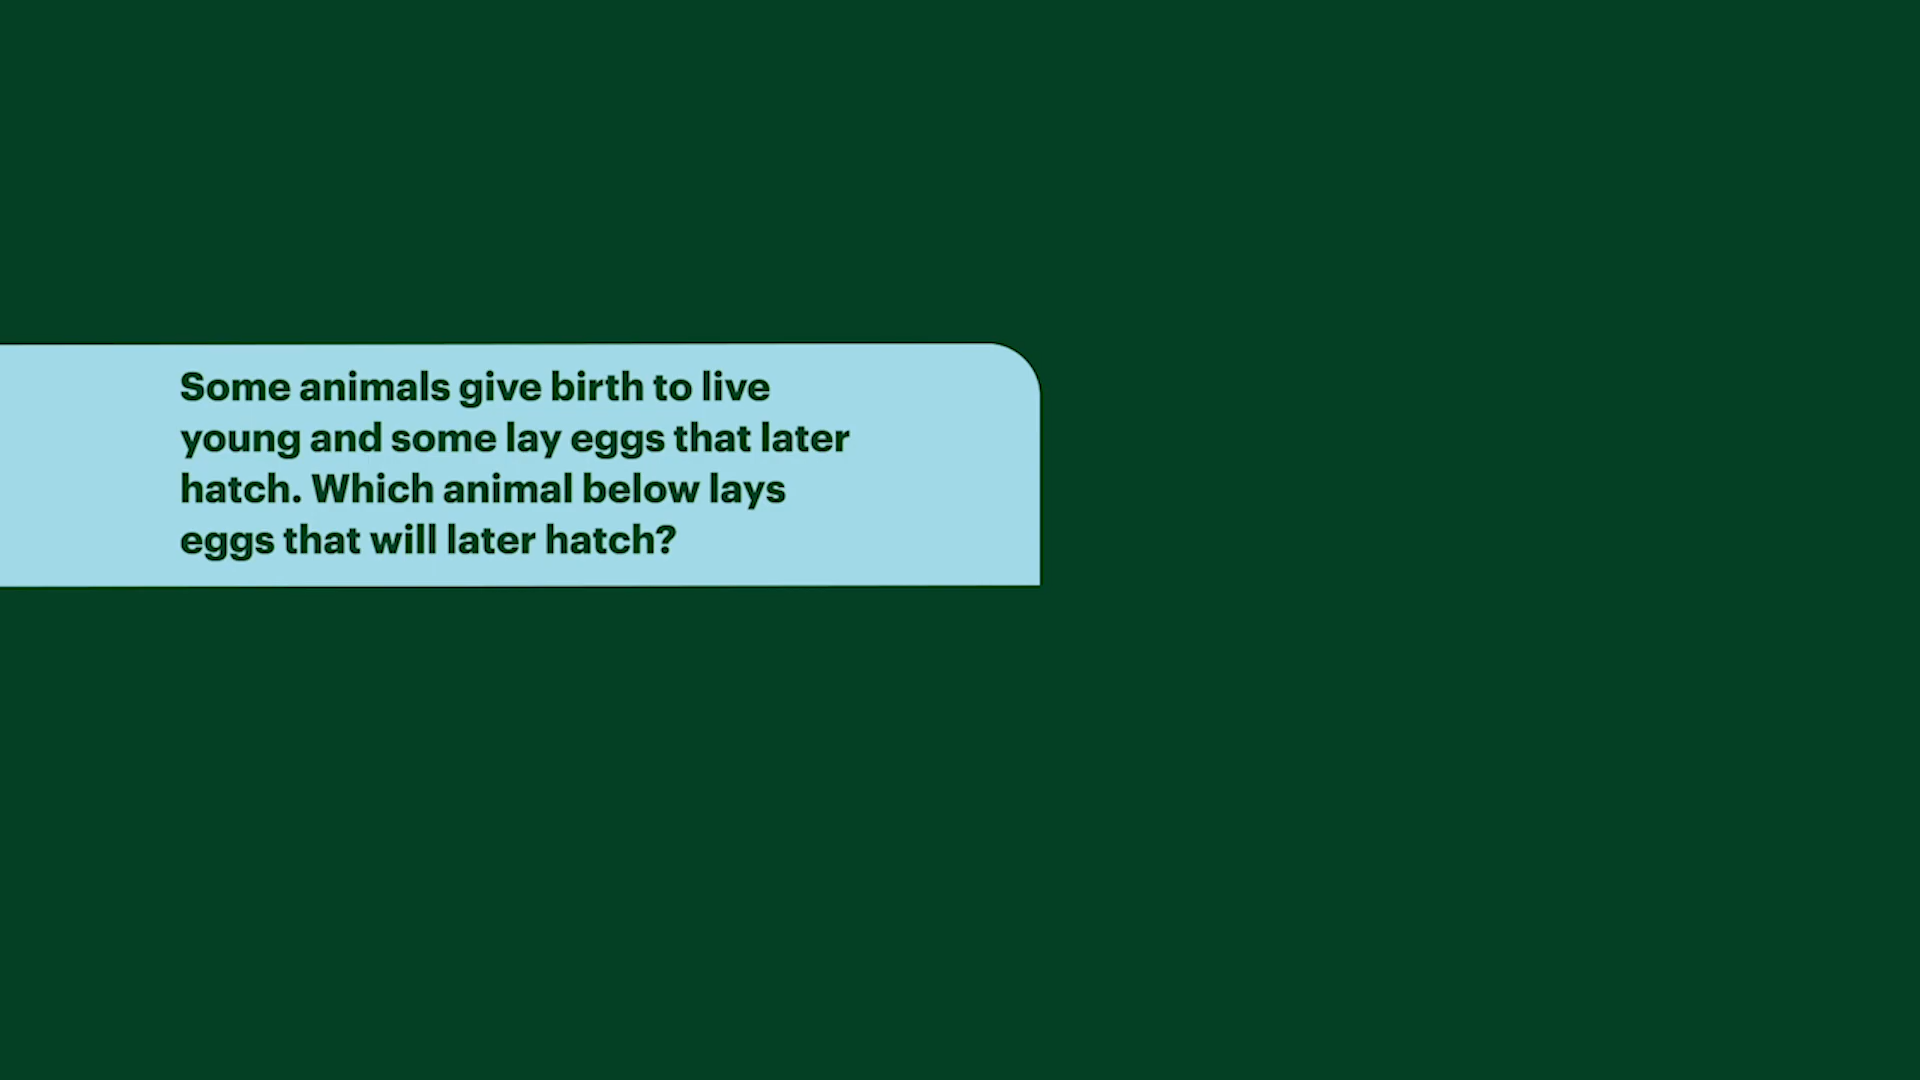 Some animals give birth to live
young and some lay eggs that later
hatch. Which animal below lays
eggs that will later hatch?